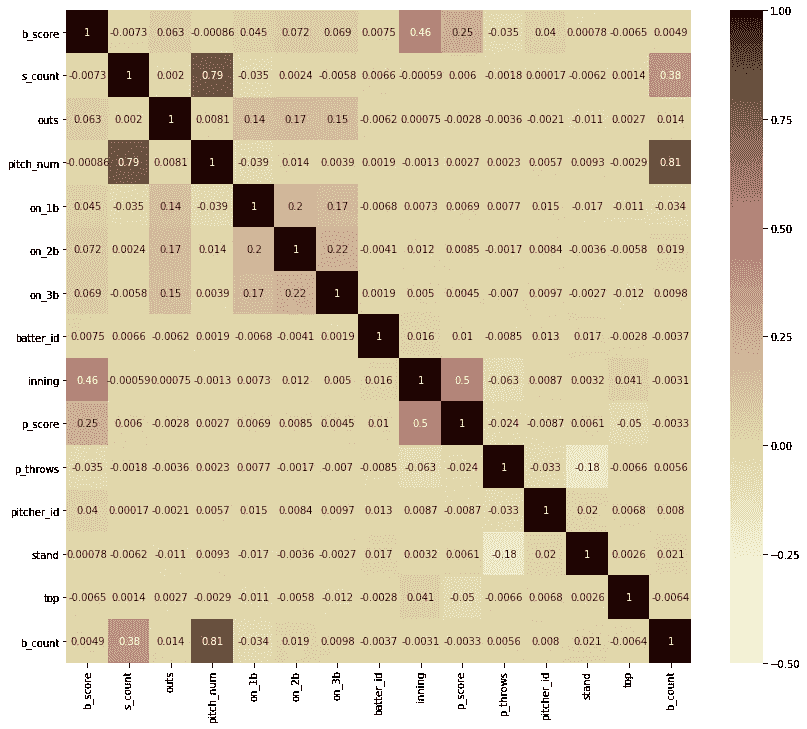 b_score 1 -0.0073 0.063 -0.00086 0.045 0.072 0.069 0.0075 0.46 0.25 -0.035 0.04 0.00078 -0.0065 0.0049
s_count -0.0073 1 0.002 0.79 -0.035 0.0024 -0.0058 0.0066 -0.00059 0.006 -0.0018 0.00017 -0.0062 0.0014 0.38
outs 0.063 0.002 1 0.0081 0.14 0.17 0.15 -0.0062 0.00075 -0.0028 -0.0036 -0.0021 -0.011 0.0027 0.014
pitch_num -0.00086 0.79 0.0081 1 -0.039 0.014 0.0039 0.0019 -0.0013 0.0027 0.0023 0.0057 0.0093 -0.0029 0.81
on_1b 0.045 -0.035 0.14 -0.039 1 0.2 0.17 -0.0068 0.0073 0.0069 0.0077 0.015 -0.017 -0.011 -0.034
on_2b 0.072 0.0024 0.17 0.014 0.2 1 0.22 -0.0041 0.012 0.0085 -0.0017 0.0084 -0.0036 -0.0058 0.019
on_3b 0.069 -0.0058 0.15 0.0039 0.17 0.22 1 0.0019 0.005 0.0045 -0.007 0.0097 -0.0027 -0.012 0.0098
batter_id 0.0075 0.0066 -0.0062 0.0019 -0.0068 -0.0041 0.0019 1 0.016 0.01 -0.0085 0.013 0.017 -0.0028 -0.0037
inning 0.46 -0.00059 0.00075 -0.0013 0.0073 0.012 0.005 0.016 1 0.5 -0.063 0.0087 0.0032 0.041 -0.0031
p_score 0.25 0.006 -0.0028 0.0027 0.0069 0.0085 0.0045 0.01 0.5 1 -0.024 -0.0087 0.0061 -0.05 -0.0033
p_throws -0.035 -0.0018 -0.0036 0.0023 0.0077 -0.0017 -0.007 -0.0085 -0.063 -0.024 1 -0.033 -0.18 -0.0066 0.0056
pitcher_id 0.04 0.00017 -0.0021 0.0057 0.015 0.0084 0.0097 0.013 0.0087 -0.0087 -0.033 1 0.02 0.0068 0.008
stand 0.00078 -0.0062 -0.011 0.0093 -0.017 -0.0036 -0.0027 0.017 0.0032 0.0061 -0.18 0.02 1 0.0026 0.021
top -0.0065 0.0014 0.0027 -0.0029 -0.011 -0.0058 -0.012 -0.0028 0.041 -0.05 -0.0066 0.0068 0.0026 1 -0.0064
b_count 0.0049 0.38 0.014 0.81 -0.034 0.019 0.0098 -0.0037 -0.0031 -0.0033 0.0056 0.008 0.021 -0.0064 1
b_score s_count outs pitch_num on_1b on_2b on_3b batter_id inning p_score p_throws pitcher_id stand top b_count
1.00
0.75
0.50
0.25
0.00
-0.25
-0.50